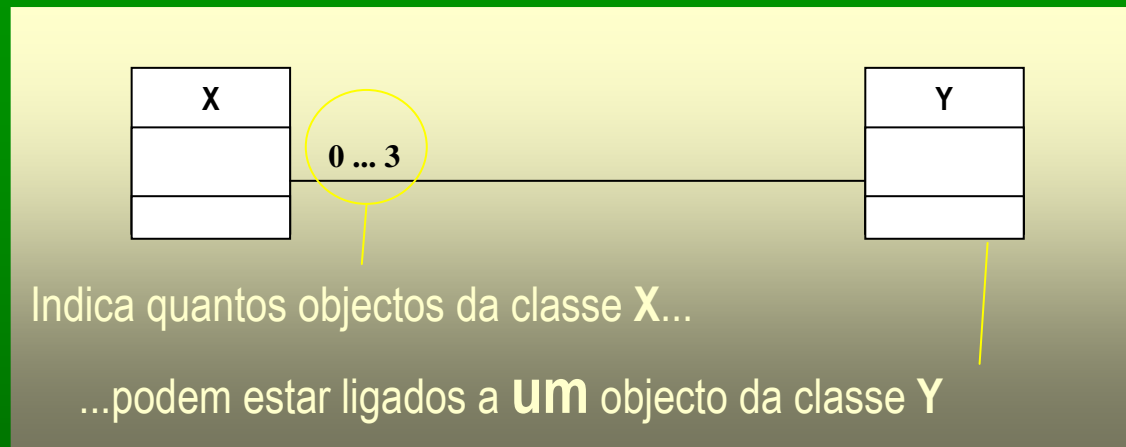 X
Y
0 ... 3
Indica quantos objectos da classe X...
...podem estar ligados a um objecto da classe Y